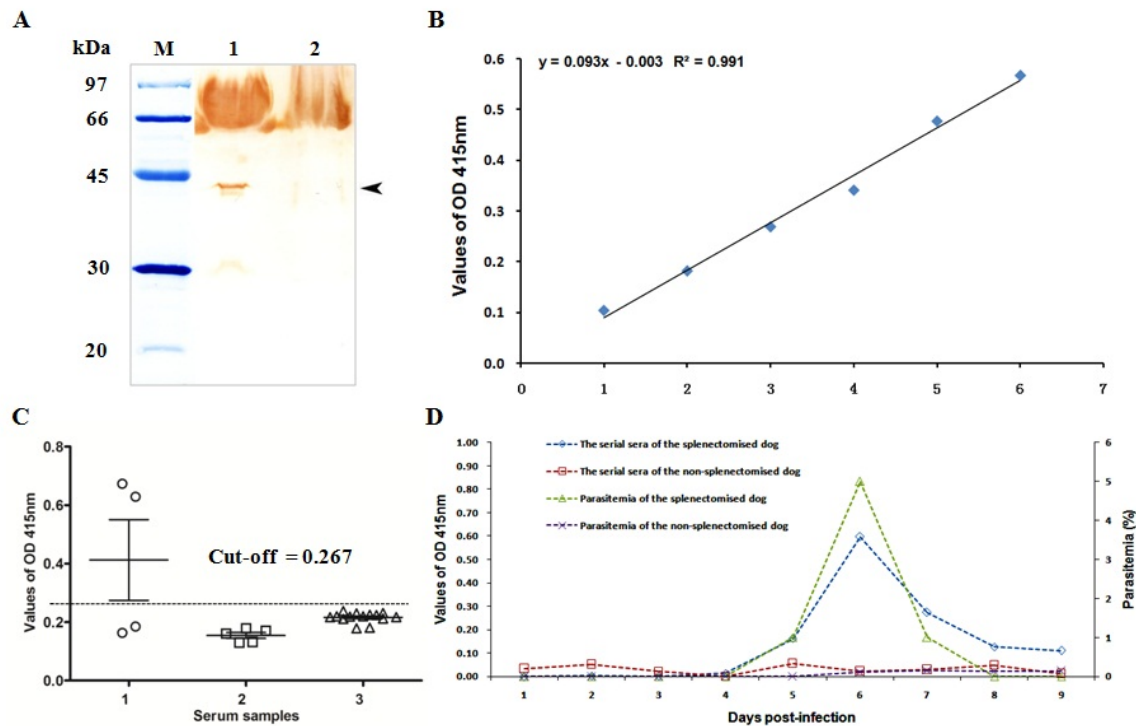 A
kDa M 1 2
97
66
45
30
20
B
y = 0.093x - 0.003 R² = 0.991
Values of OD 415nm
0.6
0.5
0.4
0.3
0.2
0.1
0.0
1 2 3 4 5 6 7
C
Values of OD 415nm
0.8
0.6
0.4
0.2
0.0
Cut-off = 0.267
1 2 3
Serum samples
D
Values of OD 415nm
1.00
0.90
0.80
0.70
0.60
0.50
0.40
0.30
0.20
0.10
0.00
The serial sera of the splenectomised dog
The serial sera of the non-splenectomised dog
Parasitemia of the splenectomised dog
Parasitemia of the non-splenectomised dog
6
5
4
3
2
1
0
Parasitemia (%)
1 2 3 4 5 6 7 8 9
Days post-infection